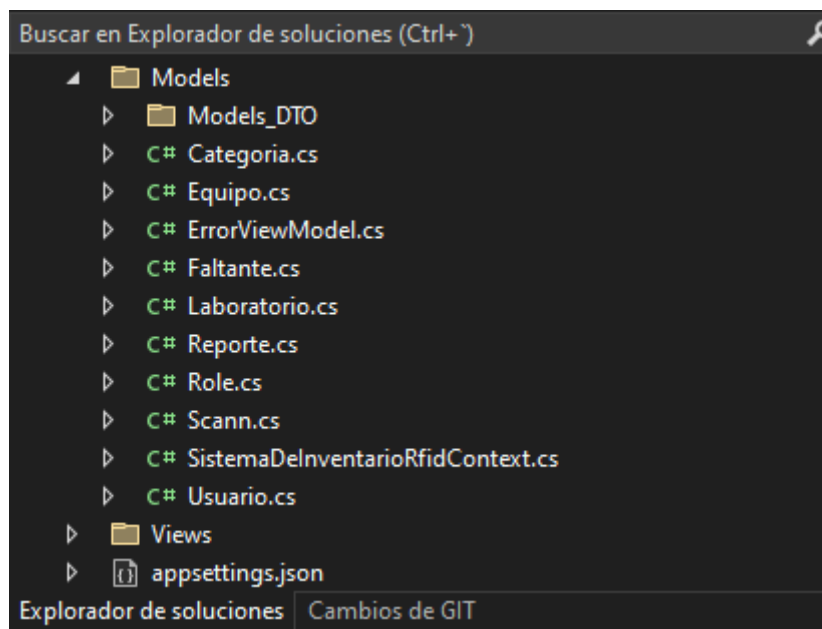 Buscar en Explorador de soluciones (Ctrl+`)
Models
Models_DTO
C# Categoria.cs
C# Equipo.cs
C# ErrorViewModel.cs
C# Faltante.cs
C# Laboratorio.cs
C# Reporte.cs
C# Role.cs
C# Scann.cs
C# SistemaDeInventarioRfidContext.cs
C# Usuario.cs
Views
appsettings.json
Explorador de soluciones Cambios de GIT